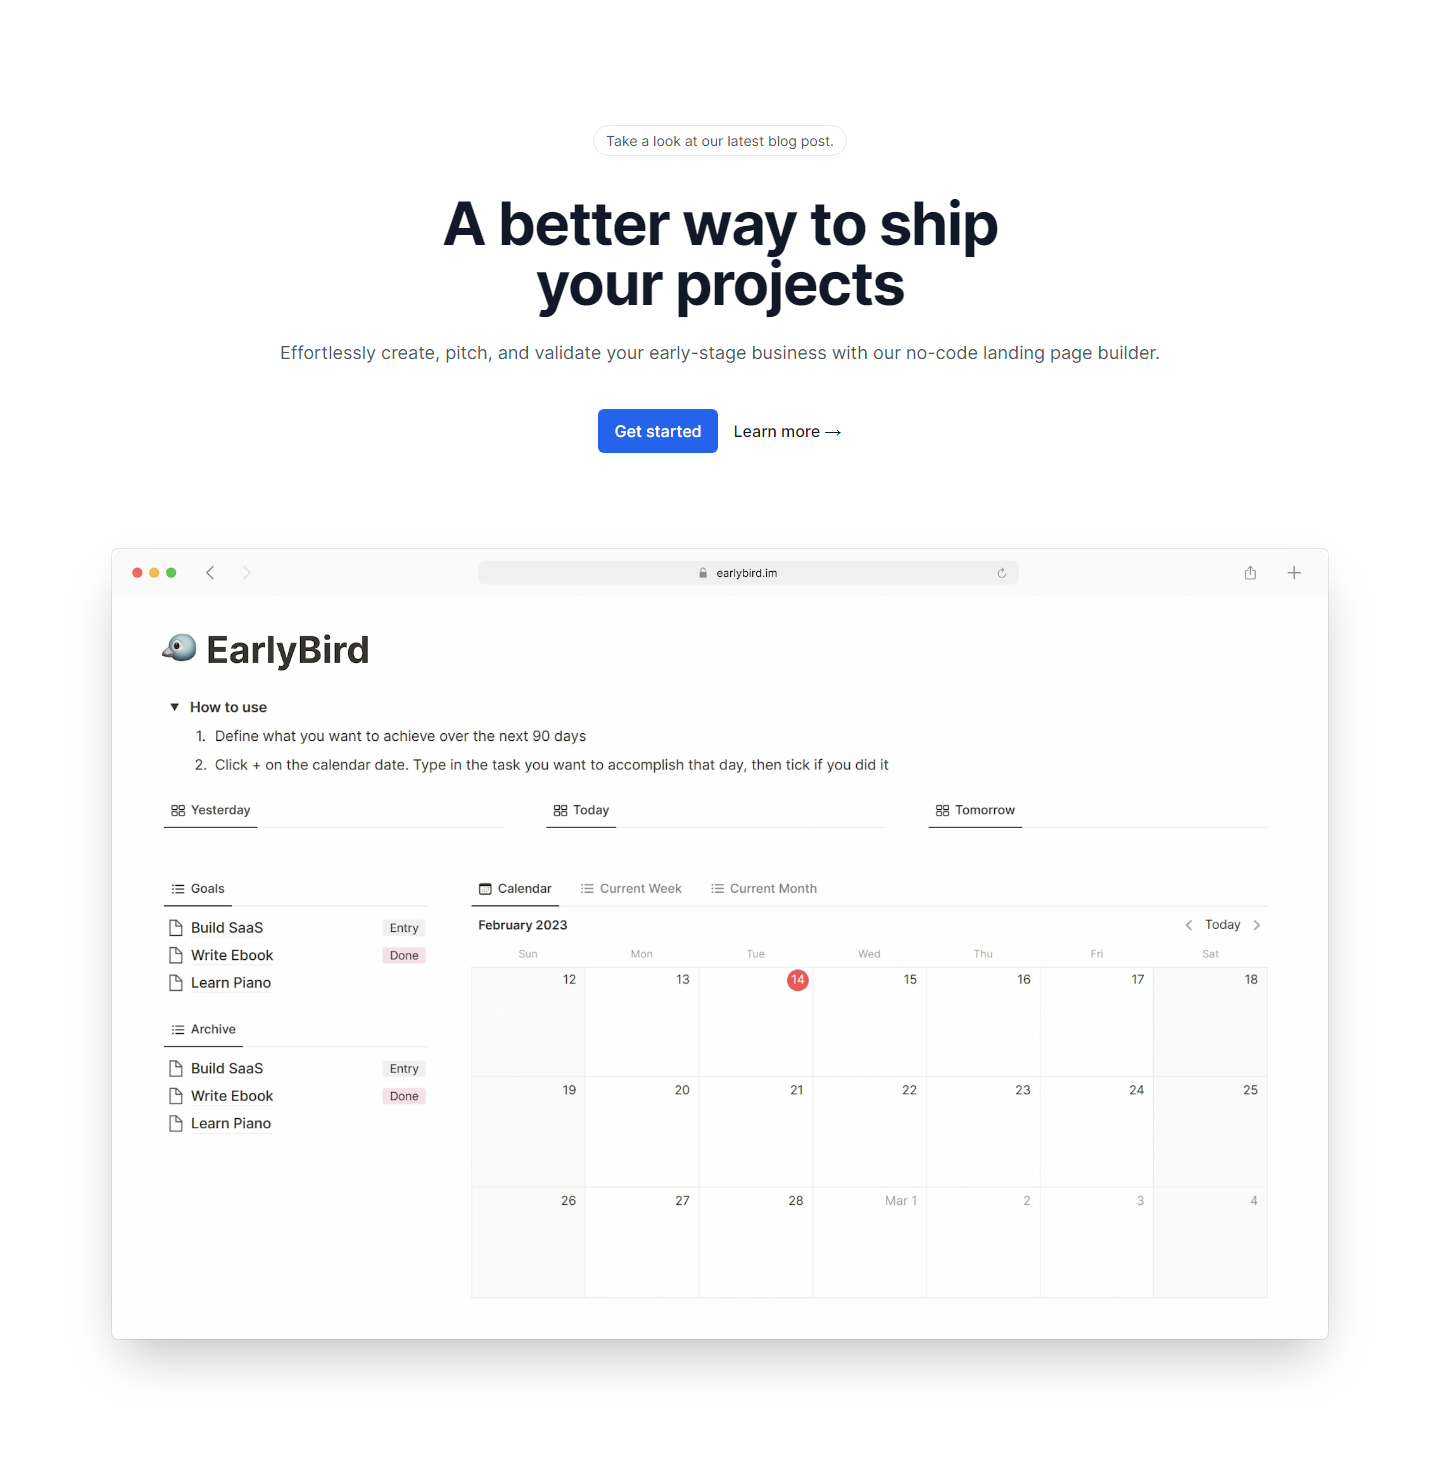 Take a look at our latest blog post.
A better way to ship
your projects
Effortlessly create, pitch, and validate your early-stage business with our no-code landing page builder.
Get started Learn more →
earlybird.im
EarlyBird
▼ How to use
1. Define what you want to achieve over the next 90 days
2. Click + on the calendar date. Type in the task you want to accomplish that day, then tick if you did it
Yesterday Today Tomorrow
Goals
Build SaaS Entry
Write Ebook Done
Learn Piano
Archive
Build SaaS Entry
Write Ebook Done
Learn Piano
Calendar Current Week Current Month
February 2023 Today
Sun Mon Tue Wed Thu Fri Sat
12 13 14 15 16 17 18
19 20 21 22 23 24 25
26 27 28 Mar 1 2 3 4